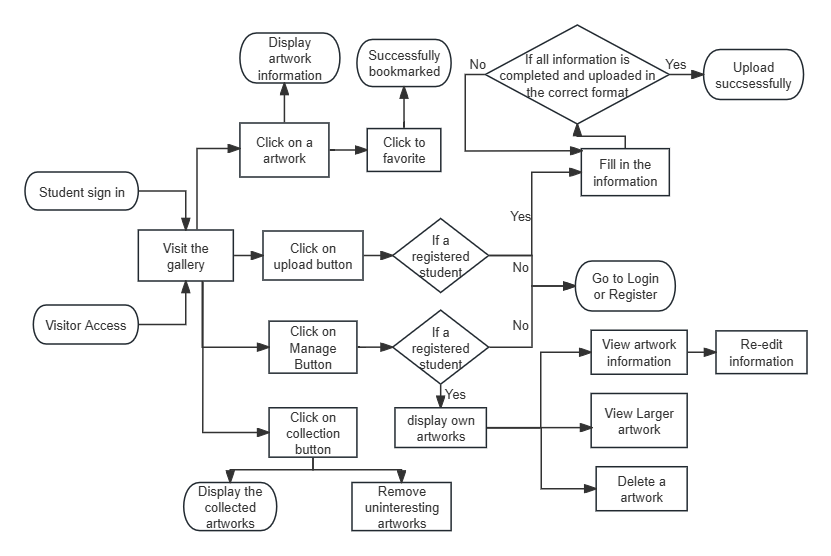 Display
artwork
information
Successfully
bookmarked
No
If all information is
completed and uploaded in
the correct format
Yes
Upload
succsessfully
Click on a
artwork
Click to
favorite
Fill in the
information
Student sign in
Yes
Visit the
gallery
Click on
upload button
If a
registered
student
No
Go to Login
or Register
Visitor Access
Click on
Manage
Button
If a
registered
student
No
View artwork
information
Re-edit
information
Yes
Click on
collection
button
display own
artworks
View Larger
artwork
Delete a
artwork
Display the
collected
artworks
Remove
uninteresting
artworks